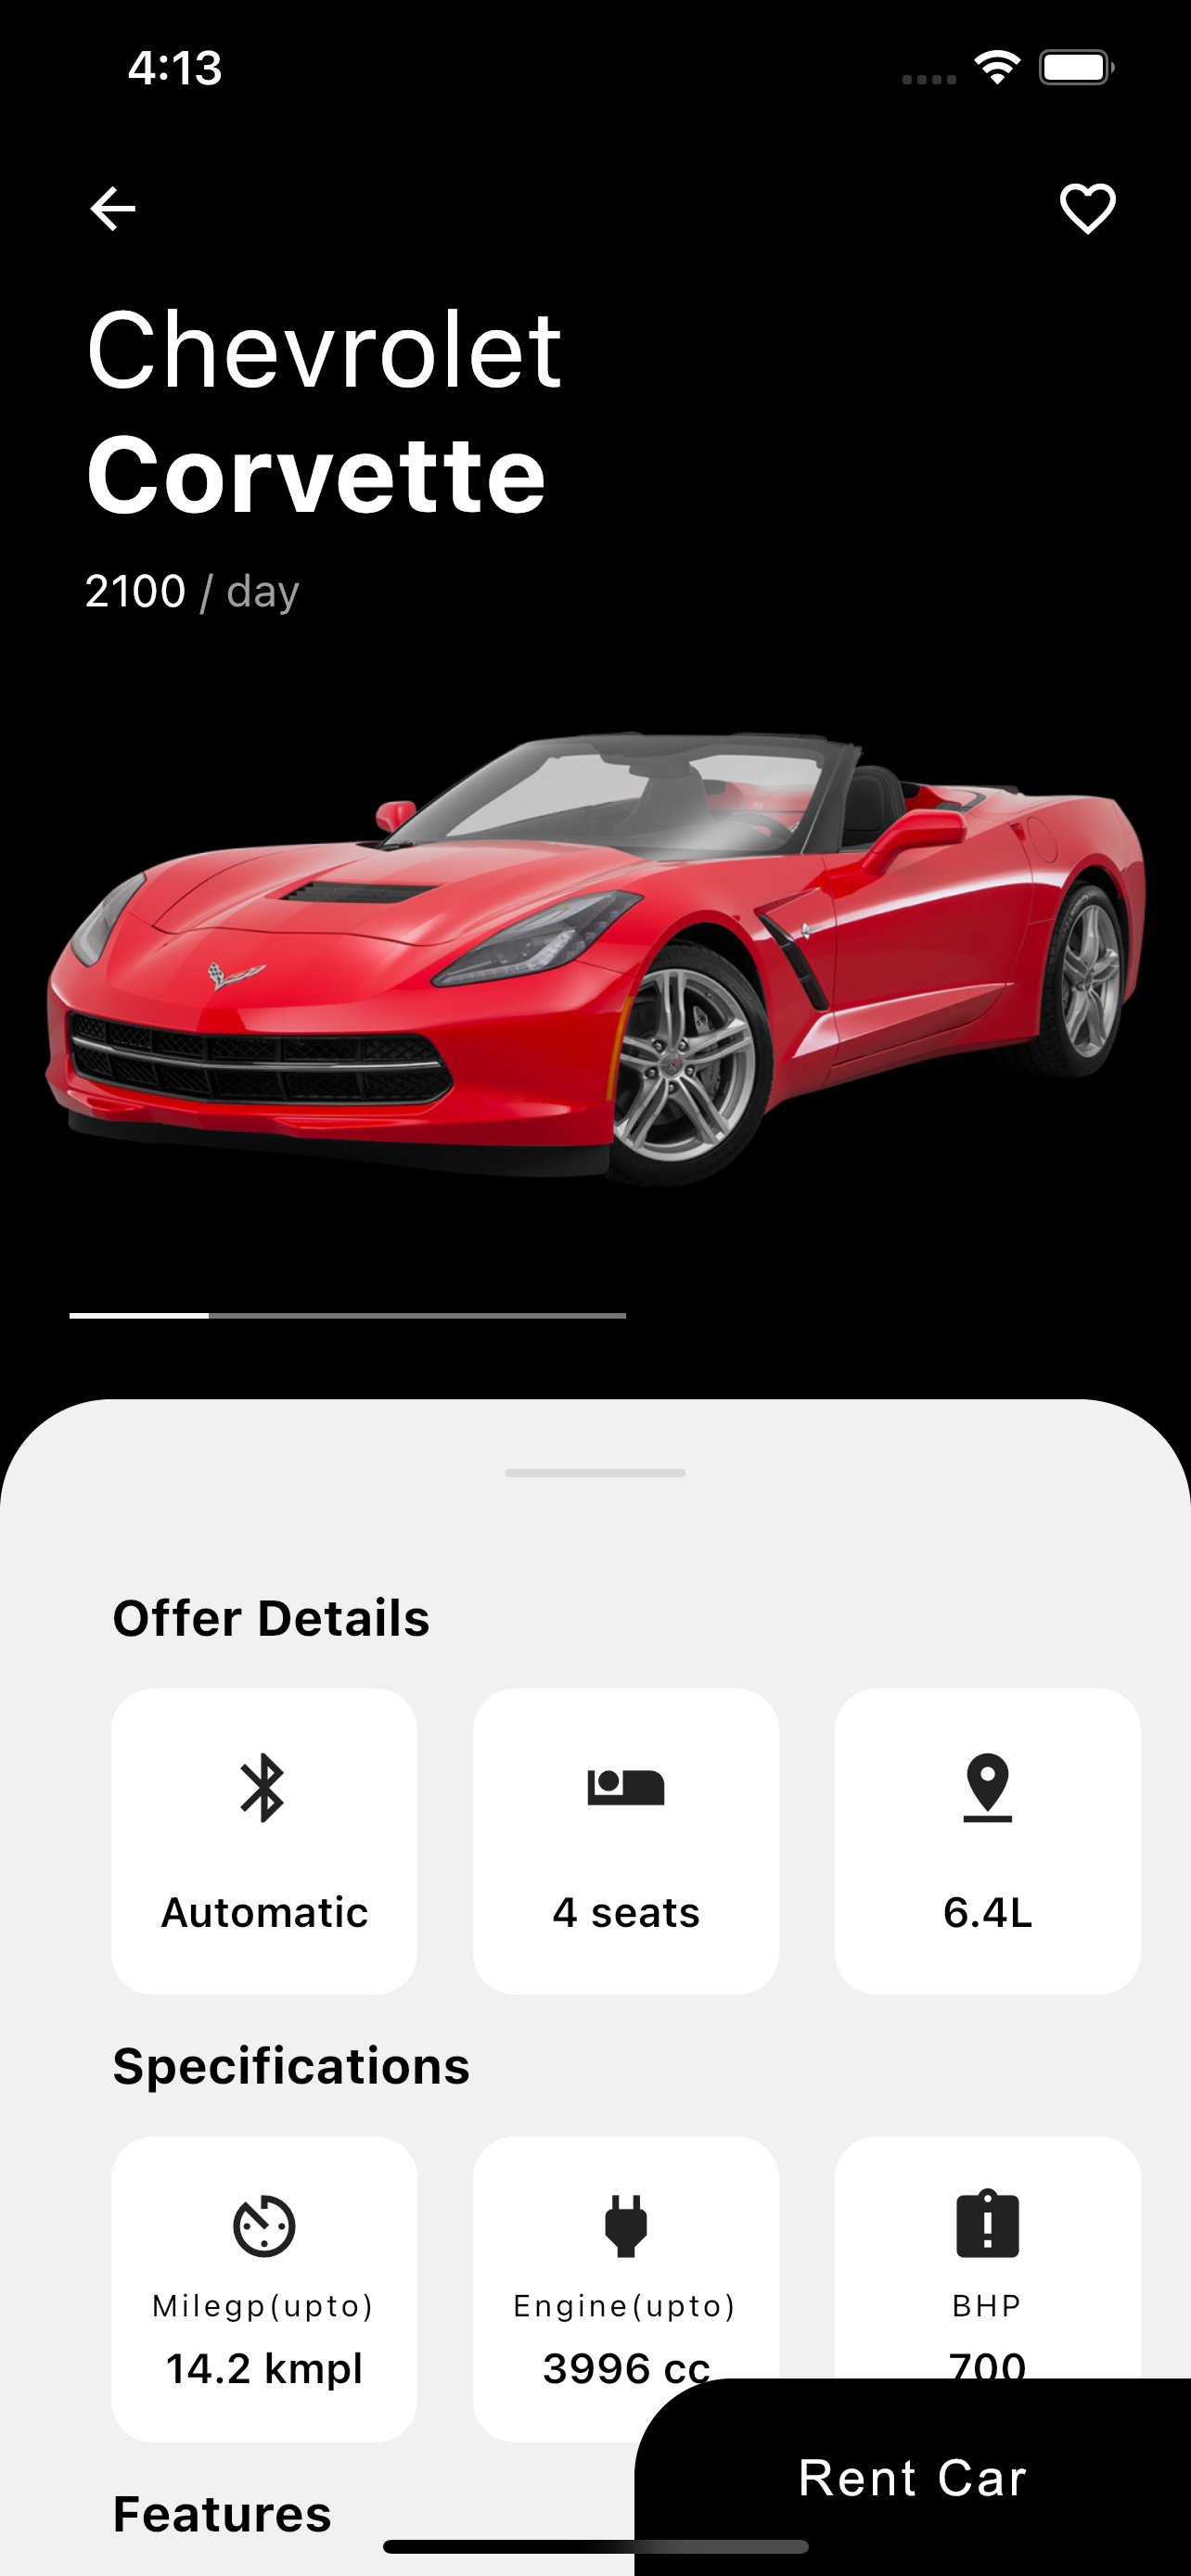 4:13
Chevrolet
Corvette
2100 / day
Offer Details
Automatic
4 seats
6.4L
Specifications
Milegp(upto)
Engine(upto)
BHP
14.2 kmpl
3996 cc
700
Rent Car
Features